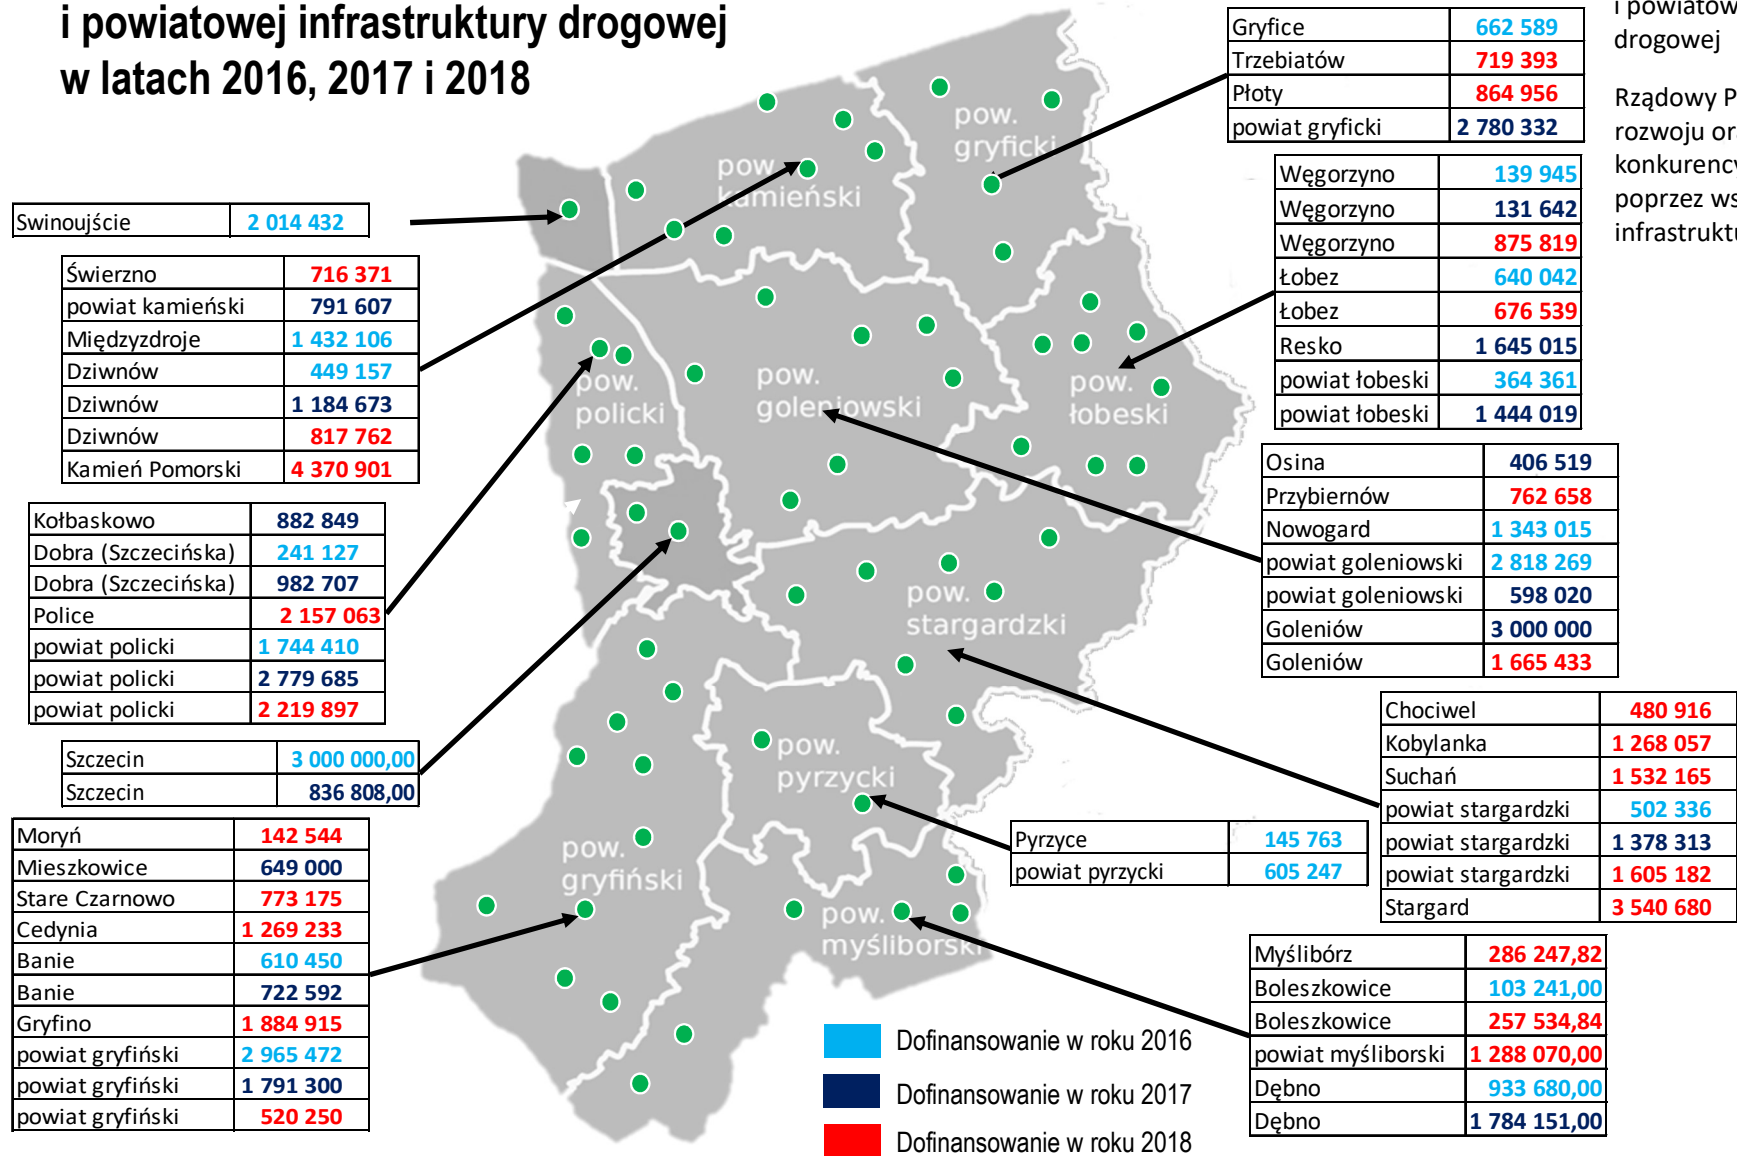 i powiatowej infrastruktury drogowej
w latach 2016, 2017 i 2018
i powiatow
drogowej
Rządowy P
rozwoju ora
konkurency
poprzez ws
infrastruktu
Gryfice 662 589
Trzebiatów 719 393
Płoty 864 956
powiat gryficki 2 780 332
Węgorzyno 139 945
Węgorzyno 131 642
Węgorzyno 875 819
Łobez 640 042
Łobez 676 539
Resko 1 645 015
powiat łobeski 364 361
powiat łobeski 1 444 019
Swinoujście 2 014 432
Świerzno 716 371
powiat kamieński 791 607
Międzyzdroje 1 432 106
Dziwnów 449 157
Dziwnów 1 184 673
Dziwnów 817 762
Kamień Pomorski 4 370 901
Osina 406 519
Przybiernów 762 658
Nowogard 1 343 015
powiat goleniowski 2 818 269
powiat goleniowski 598 020
Goleniów 3 000 000
Goleniów 1 665 433
Kołbaskowo 882 849
Dobra (Szczecińska) 241 127
Dobra (Szczecińska) 982 707
Police 2 157 063
powiat policki 1 744 410
powiat policki 2 779 685
powiat policki 2 219 897
Szczecin 3 000 000,00
Szczecin 836 808,00
Chociwel 480 916
Kobylanka 1 268 057
Suchań 1 532 165
powiat stargardzki 502 336
powiat stargardzki 1 378 313
powiat stargardzki 1 605 182
Stargard 3 540 680
Moryń 142 544
Mieszkowice 649 000
Stare Czarnowo 773 175
Cedynia 1 269 233
Banie 610 450
Banie 722 592
Gryfino 1 884 915
powiat gryfiński 2 965 472
powiat gryfiński 1 791 300
powiat gryfiński 520 250
Pyrzyce 145 763
powiat pyrzycki 605 247
Myślibórz 286 247,82
Boleszkowice 103 241,00
Boleszkowice 257 534,84
powiat myśliborski 1 288 070,00
Dębno 933 680,00
Dębno 1 784 151,00
pow.
gryficki
pow.
kamieński
pow.
policki
pow.
goleniowski
pow.
łobeski
pow.
stargardzki
pow.
pyrzycki
pow.
gryfiński
pow.
myśliborski
Dofinansowanie w roku 2016
Dofinansowanie w roku 2017
Dofinansowanie w roku 2018